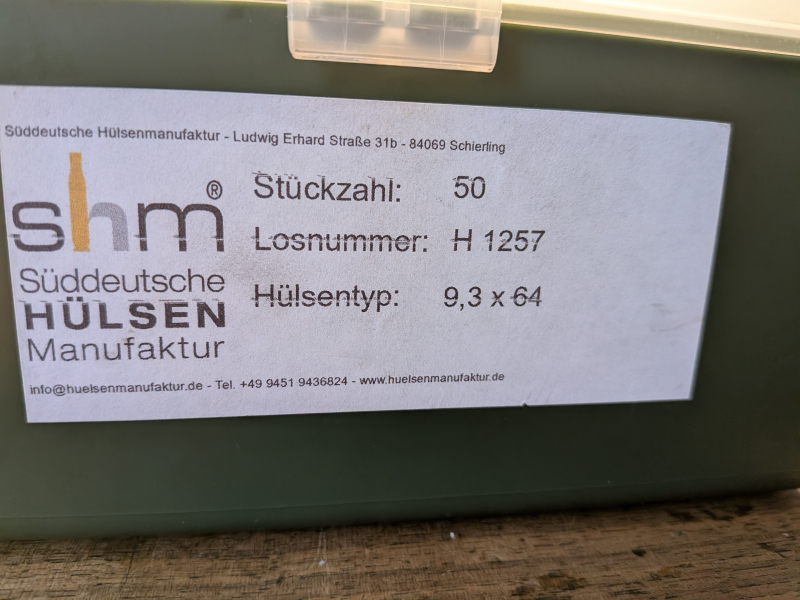 Süddeutsche Hülsenmanufaktur - Ludwig Erhard Straße 31b - 84069 Schierling
shm®
Süddeutsche
HÜLSEN
Manufaktur
Stückzahl: 50
Losnummer: H 1257
Hülsentyp: 9,3 x 64
info@huelsenmanufaktur.de - Tel. +49 9451 9436824 - www.huelsenmanufaktur.de